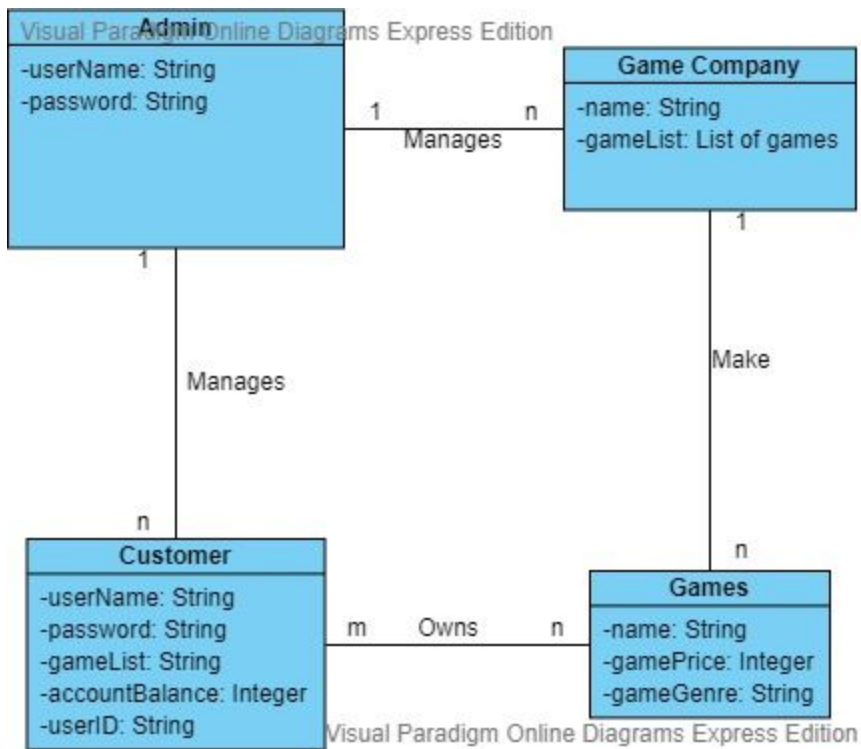 Visual Paradigm Online Diagrams Express Edition
Admin
-userName: String
-password: String
Game Company
-name: String
-gameList: List of games
1
n
Manages
1
Manages
n
1
Make
n
Customer
-userName: String
-password: String
-gameList: String
-accountBalance: Integer
-userID: String
m
Owns
n
Games
-name: String
-gamePrice: Integer
-gameGenre: String
Visual Paradigm Online Diagrams Express Edition